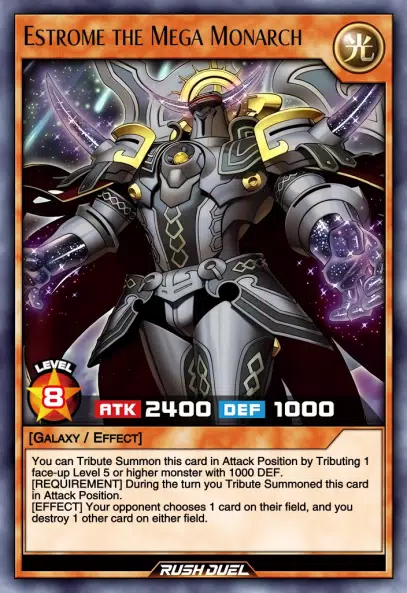 ESTROME THE MEGA MONARCH
光
LEVEL
8
ATK 2400 DEF 1000
[GALAXY / EFFECT]
You can Tribute Summon this card in Attack Position by Tributing 1
face-up Level 5 or higher monster with 1000 DEF.
[REQUIREMENT] During the turn you Tribute Summoned this card
in Attack Position.
[EFFECT] Your opponent chooses 1 card on their field, and you
destroy 1 other card on either field.
RUSH DUEL